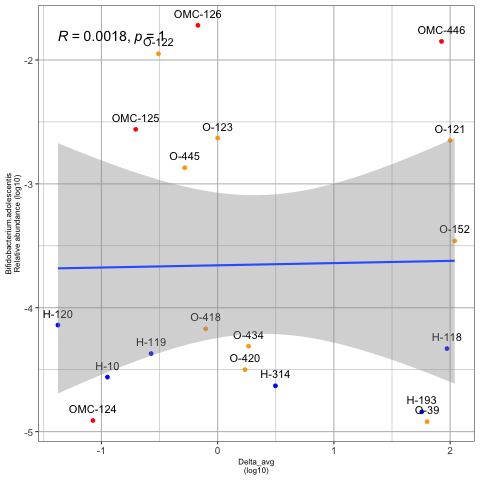 OMC-126
R = 0.0018, p = 1
O-122
OMC-446
-2
OMC-125
O-123
O-121
O-445
-3
O-152
H-120
-4
O-418
H-119
O-434
H-118
O-420
H-10
H-314
H-193
OMC-124
O-39
-5
-1
0
1
2
Delta_avg
(log10)
Bifidobacterium.adolescentis
Relative abundance (log10)